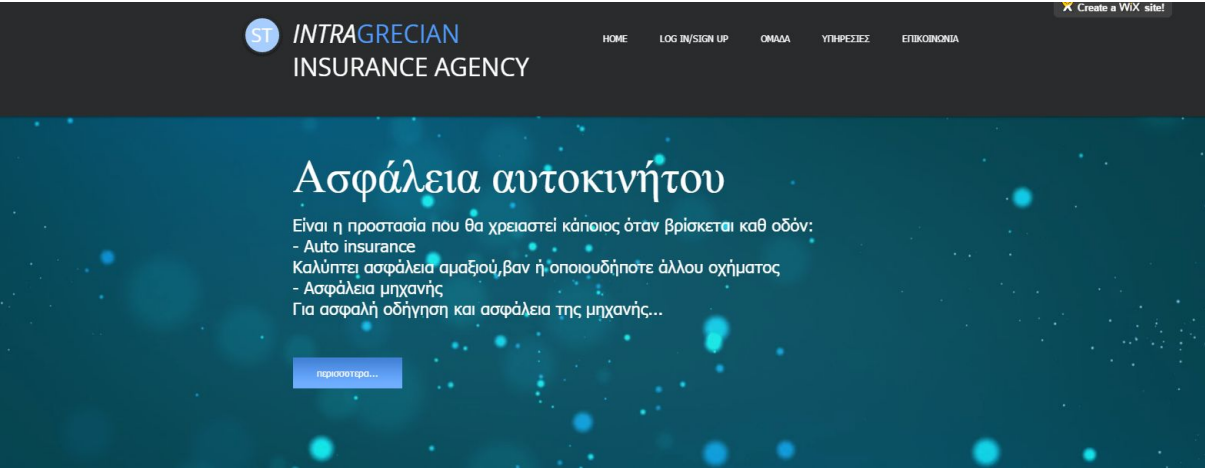 Create a WiX site!
ST
INTRAGRECIAN
INSURANCE AGENCY
HOME LOG IN/SIGN UP ΟΜΑΔΑ ΥΠΗΡΕΣΙΕΣ ΕΠΙΚΟΙΝΩΝΙΑ
Ασφάλεια αυτοκινήτου
Είναι η προστασία που θα χρειαστεί κάποιος όταν βρίσκεται καθ οδόν:
- Auto insurance
Καλύπτει ασφάλεια αμαξιού,βαν ή οποιουδήποτε άλλου οχήματος
- Ασφάλεια μηχανής
Για ασφαλή οδήγηση και ασφάλεια της μηχανής...
περισσοτερα...